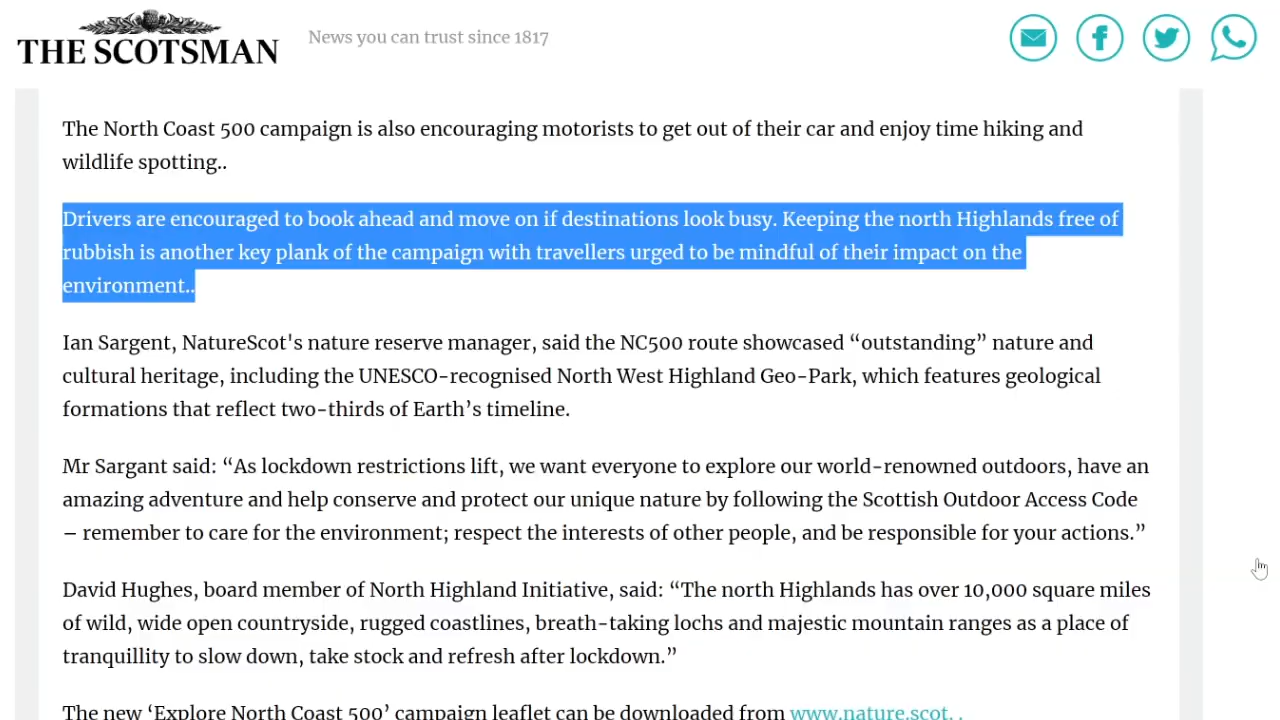 THE SCOTSMAN
News you can trust since 1817
The North Coast 500 campaign is also encouraging motorists to get out of their car and enjoy time hiking and
wildlife spotting..
Drivers are encouraged to book ahead and move on if destinations look busy. Keeping the north Highlands free of
rubbish is another key plank of the campaign with travellers urged to be mindful of their impact on the
environment..
Ian Sargent, NatureScot's nature reserve manager, said the NC500 route showcased “outstanding” nature and
cultural heritage, including the UNESCO-recognised North West Highland Geo-Park, which features geological
formations that reflect two-thirds of Earth’s timeline.
Mr Sargant said: “As lockdown restrictions lift, we want everyone to explore our world-renowned outdoors, have an
amazing adventure and help conserve and protect our unique nature by following the Scottish Outdoor Access Code
– remember to care for the environment; respect the interests of other people, and be responsible for your actions.”
David Hughes, board member of North Highland Initiative, said: “The north Highlands has over 10,000 square miles
of wild, wide open countryside, rugged coastlines, breath-taking lochs and majestic mountain ranges as a place of
tranquillity to slow down, take stock and refresh after lockdown.”
The new ‘Explore North Coast 500’ campaign leaflet can be downloaded from www.nature.scot. .